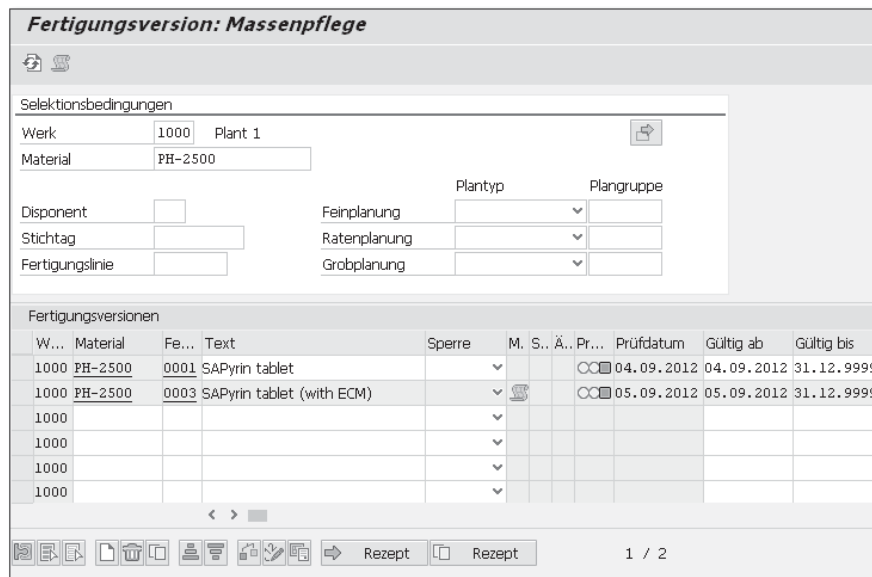 Fertigungsversion: Massenpflege
Selektionsbedingungen
Werk 1000 Plant 1
Material PH-2500
Plantyp Plangruppe
Disponent Feinplanung
Stichtag Ratenplanung
Fertigungslinie Grobplanung
Fertigungsversionen
W... Material Fe... Text Sperre M. S.. Ä.. Pr... Prüfdatum Gültig ab Gültig bis
1000 PH-2500 0001 SAPyrin tablet 04.09.2012 04.09.2012 31.12.9999
1000 PH-2500 0003 SAPyrin tablet (with ECM) 05.09.2012 05.09.2012 31.12.9999
1000
1000
1000
1000
Rezept Rezept 1 / 2